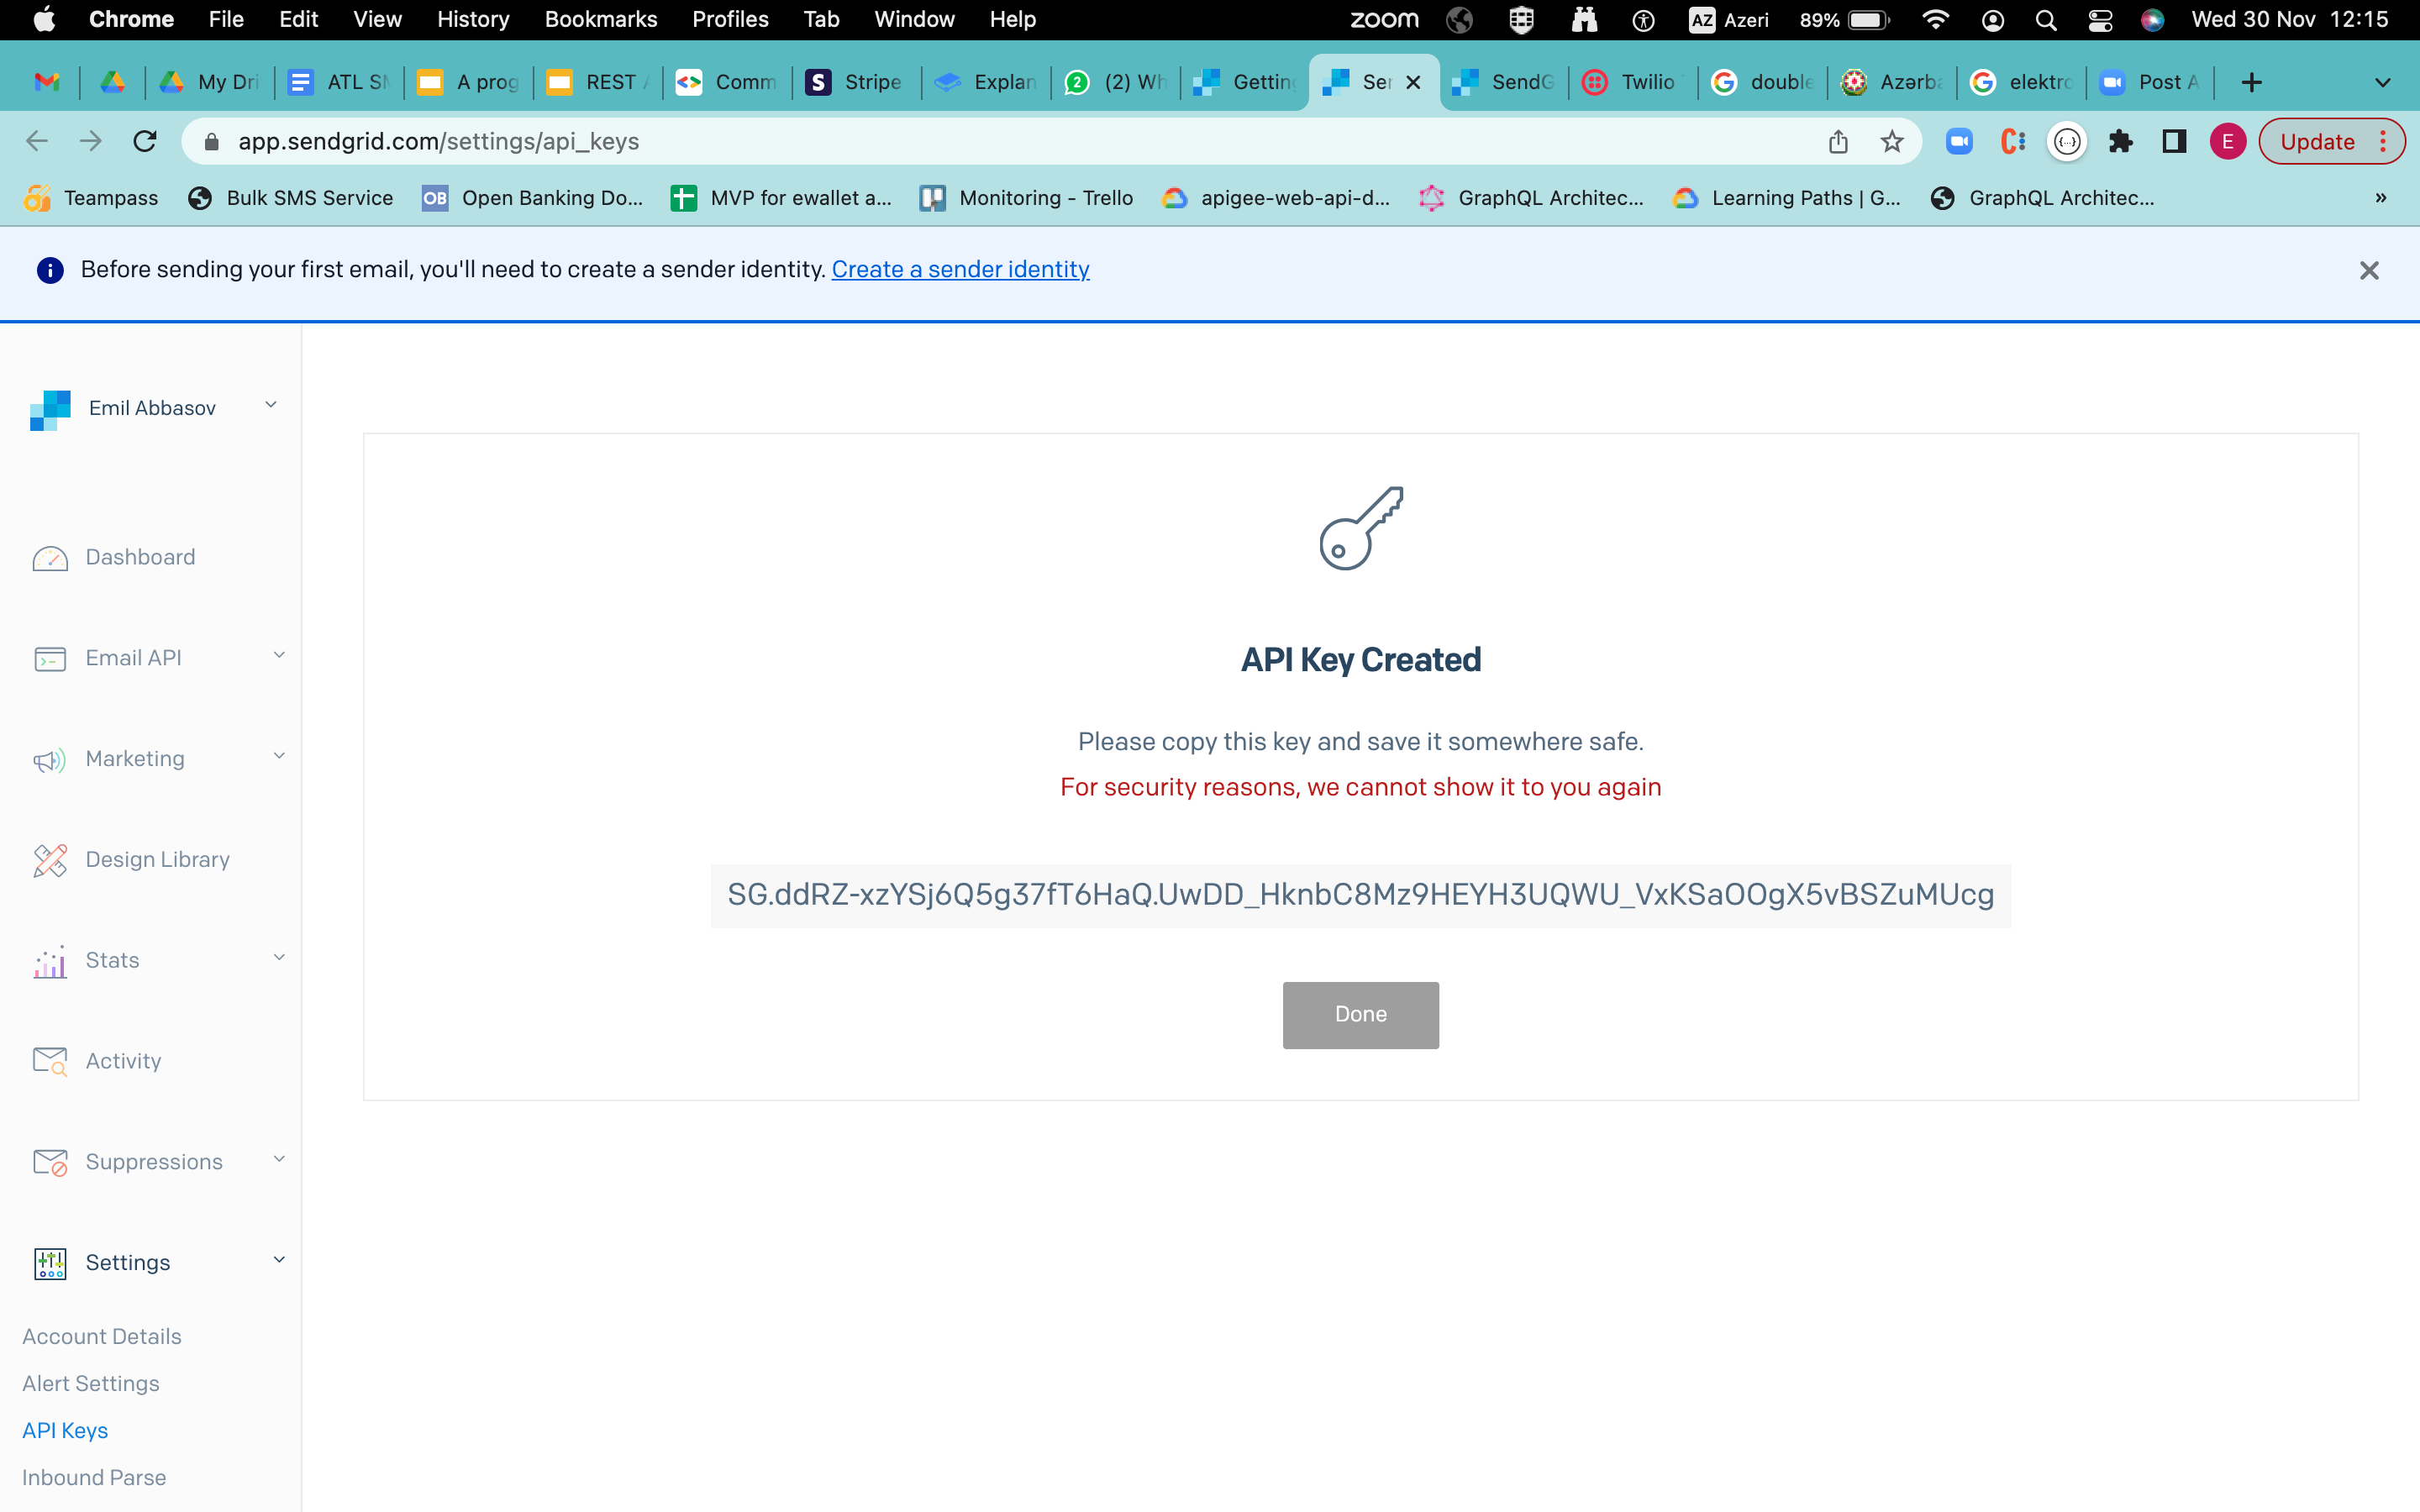 Chrome File Edit View History Bookmarks Profiles Tab Window Help zoom AZ Azeri 89% Wed 30 Nov 12:15
My Dri ATL A prog REST Comm Stripe Explan (2) Wh Getting Ser SendG Twilio double Azərba elektro Post A
app.sendgrid.com/settings/api_keys E Update
Teampass Bulk SMS Service OB Open Banking Do... MVP for ewallet a... Monitoring - Trello apigee-web-api-d... GraphQL Architec... Learning Paths | G... GraphQL Architec... »
Before sending your first email, you'll need to create a sender identity. Create a sender identity
Emil Abbasov
Dashboard
Email API
Marketing
Design Library
Stats
Activity
Suppressions
Settings
Account Details
Alert Settings
API Keys
Inbound Parse
API Key Created
Please copy this key and save it somewhere safe.
For security reasons, we cannot show it to you again
Done